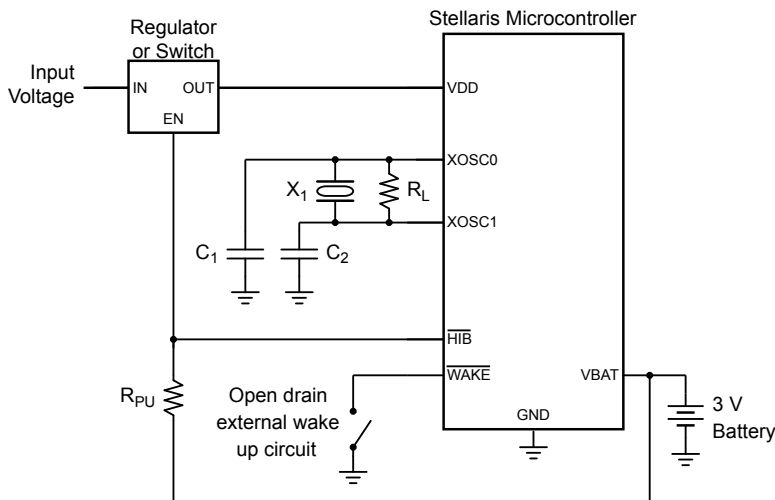 Stellaris Microcontroller
Regulator
or Switch
Input
Voltage
IN
OUT
EN
VDD
XOSC0
X1
RL
XOSC1
C1
C2
HIB
WAKE
VBAT
RPU
Open drain
external wake
up circuit
GND
3 V
Battery